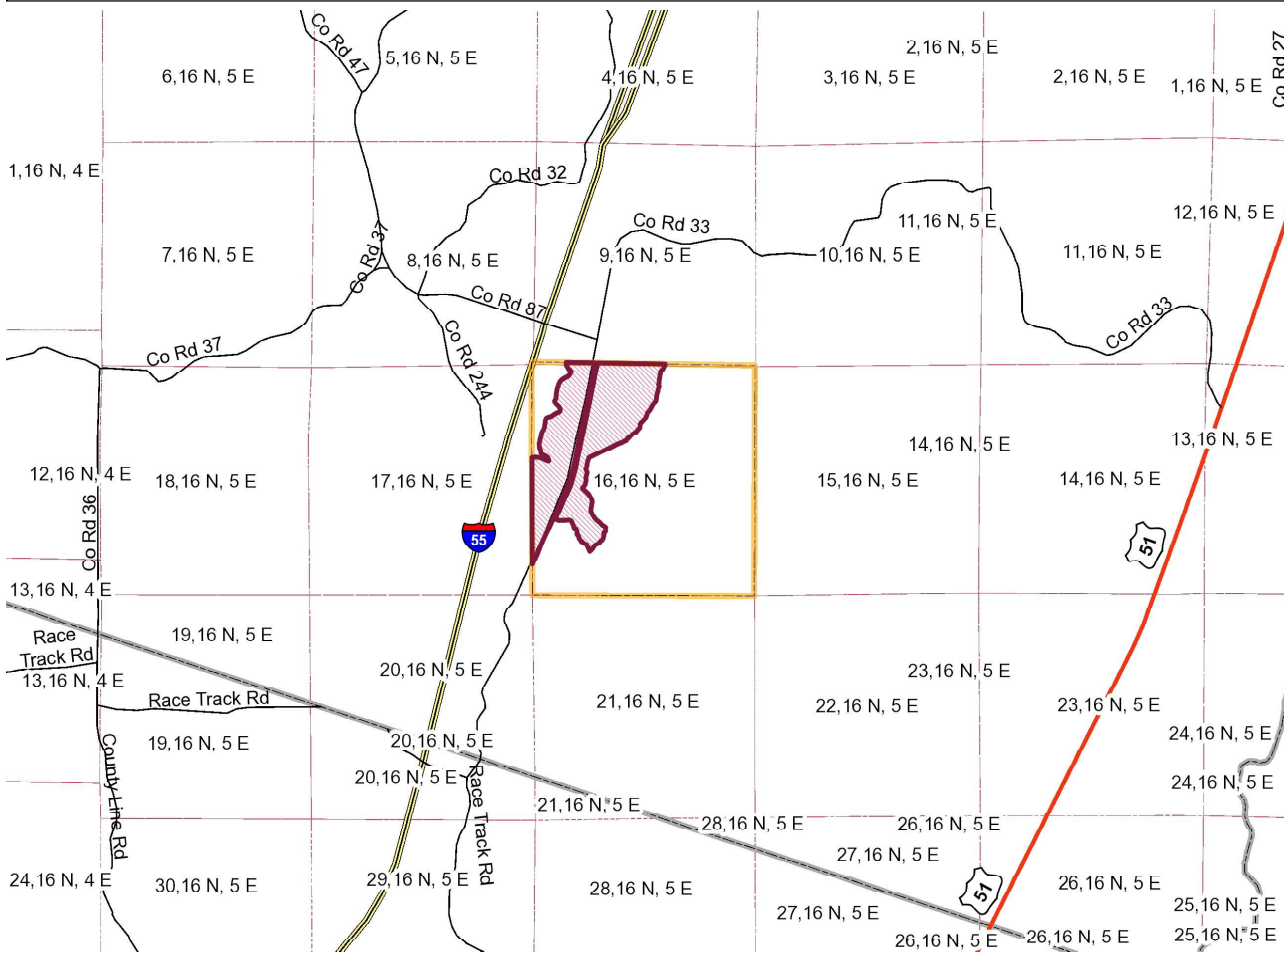 Co Rd 47
5,16 N, 5 E
2,16 N, 5 E
Co Rd 27
6,16 N, 5 E
4,16 N, 5 E
3,16 N, 5 E
2,16 N, 5 E
1,16 N, 5 E
1,16 N, 4 E
Co Rd 32
12,16 N, 5 E
Co Rd 33
11,16 N, 5 E
7,16 N, 5 E
Co Rd 37
8,16 N, 5 E
9,16 N, 5 E
10,16 N, 5 E
11,16 N, 5 E
Co Rd 87
Co Rd 33
Co Rd 37
Co Rd 244
14,16 N, 5 E
13,16 N, 5 E
12,16 N, 4 E
18,16 N, 5 E
17,16 N, 5 E
16,16 N, 5 E
15,16 N, 5 E
14,16 N, 5 E
Co Rd 36
55
51
13,16 N, 4 E
Race
Track Rd
19,16 N, 5 E
13,16 N, 4 E
20,16 N, 5 E
23,16 N, 5 E
Race Track Rd
21,16 N, 5 E
22,16 N, 5 E
23,16 N, 5 E
19,16 N, 5 E
20,16 N, 5 E
24,16 N, 5 E
20,16 N, 5 E
24,16 N, 5 E
County Line Rd
Race Track Rd
21,16 N, 5 E
28,16 N, 5 E
26,16 N, 5 E
27,16 N, 5 E
24,16 N, 4 E
30,16 N, 5 E
29,16 N, 5 E
28,16 N, 5 E
51
26,16 N, 5 E
27,16 N, 5 E
25,16 N, 5 E
26,16 N, 5 E
26,16 N, 5 E
25,16 N, 5 E